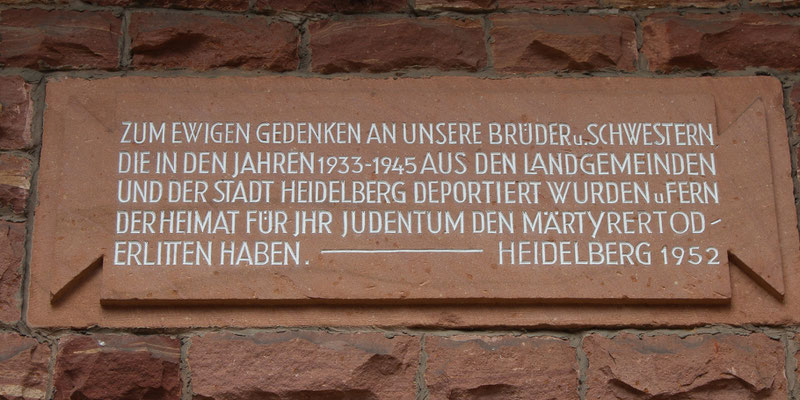 ZUM EWIGEN GEDENKEN AN UNSERE BRÜDER u. SCHWESTERN
DIE IN DEN JAHREN 1933-1945 AUS DEN LANDGEMEINDEN
UND DER STADT HEIDELBERG DEPORTIERT WURDEN u FERN
DER HEIMAT FÜR JHR JUDENTUM DEN MÄRTYRERTOD -
ERLITTEN HABEN. —— HEIDELBERG 1952